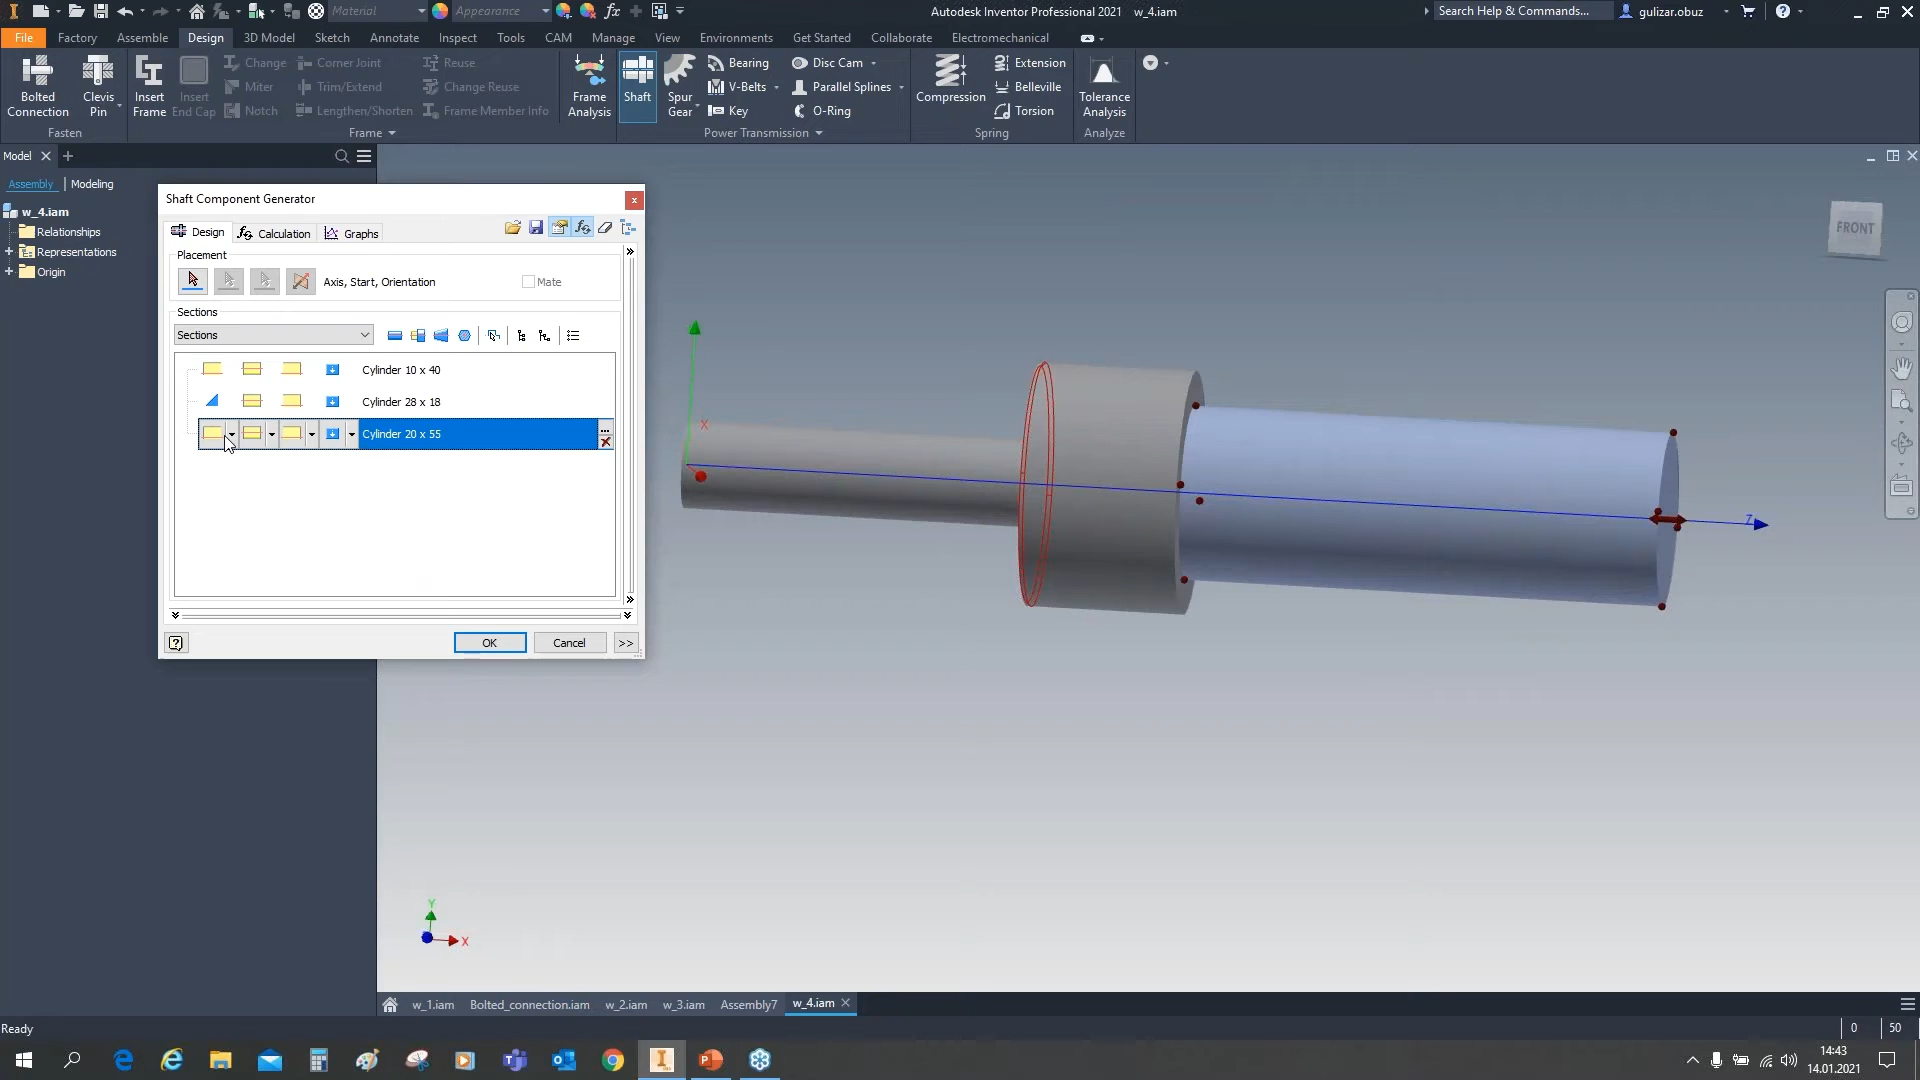 Material
Appearance
fx
Autodesk Inventor Professional 2021 w_4.iam
Search Help & Commands...
gulizar.obuz
File Factory Assemble Design 3D Model Sketch Annotate Inspect Tools CAM Manage View Environments Get Started Collaborate Electromechanical
Bolted Connection
Clevis Pin
Fasten
Insert Frame
Insert End Cap
Change
Miter
Notch
Corner Joint
Trim/Extend
Lengthen/Shorten
Reuse
Change Reuse
Frame Member Info
Frame
Frame Analysis
Shaft
Spur Gear
Bearing
V-Belts
Key
Disc Cam
Parallel Splines
O-Ring
Power Transmission
Compression
Extension
Belleville
Torsion
Spring
Tolerance Analysis
Analyze
Model
Assembly | Modeling
w_4.iam
Relationships
Representations
Origin
Shaft Component Generator
Design Calculation Graphs
Placement
Axis, Start, Orientation
Mate
Sections
Sections
Cylinder 10 x 40
Cylinder 28 x 18
Cylinder 20 x 55
OK
Cancel
>>
FRONT
X
Z
Y
X
w_1.iam Bolted_connection.iam w_2.iam w_3.iam Assembly7 w_4.iam
Ready
0 50
14:43
14.01.2021